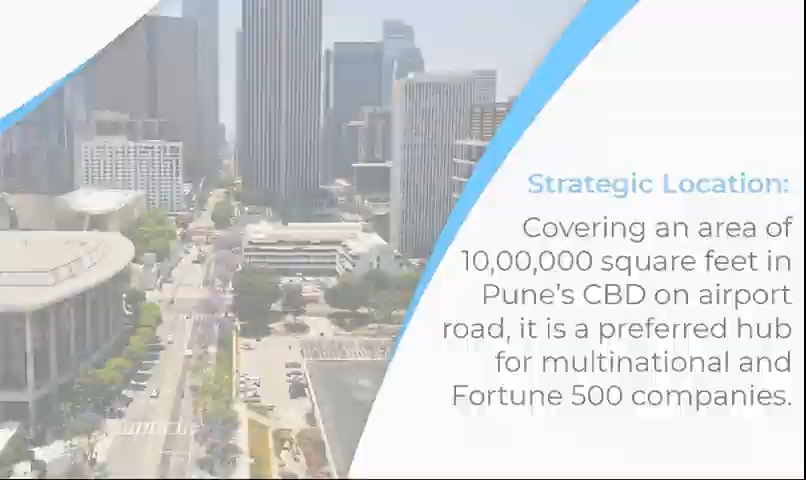 Strategic Location:
Covering an area of
10,00,000 square feet in
Pune's CBD on airport
road, it is a preferred hub
for multinational and
Fortune 500 companies.